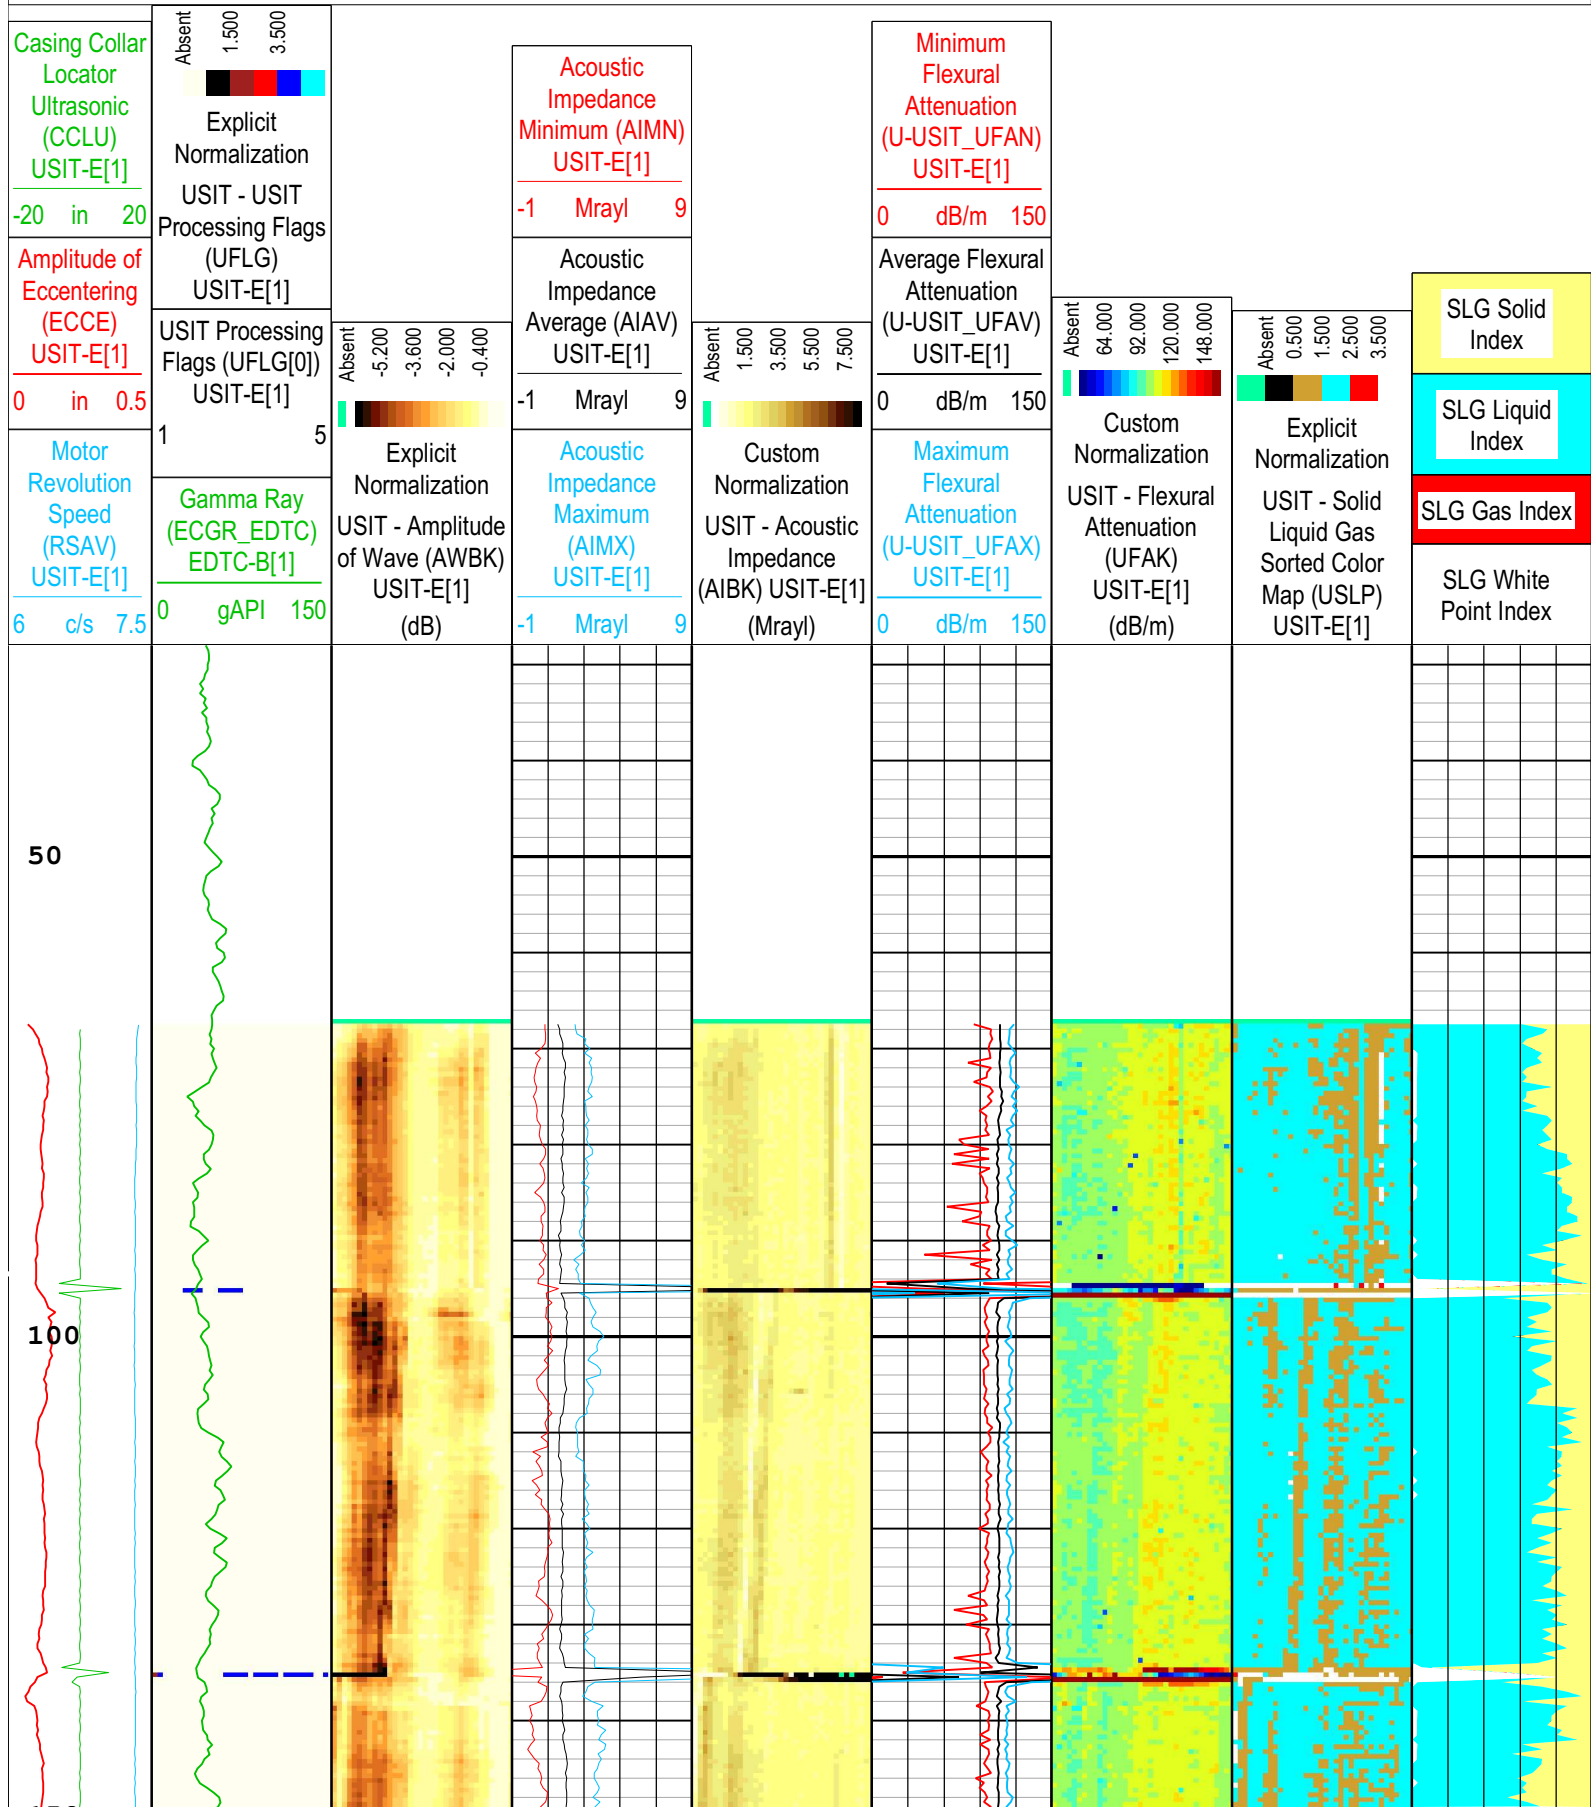 Casing Collar
Locator
Ultrasonic
(CCLU)
USIT-E[1]
-20 in 20
Amplitude of
Eccentering
(ECCE)
USIT-E[1]
0 in 0.5
Motor
Revolution
Speed
(RSAV)
USIT-E[1]
6 c/s 7.5
Absent
1.500
3.500
Explicit
Normalization
USIT - USIT
Processing Flags
(UFLG)
USIT-E[1]
USIT Processing
Flags (UFLG[0])
USIT-E[1]
1 5
Gamma Ray
(ECGR_EDTC)
EDTC-B[1]
0 gAPI 150
Absent
-5.200
-3.600
-2.000
-0.400
Explicit
Normalization
USIT - Amplitude
of Wave (AWBK)
USIT-E[1]
(dB)
Acoustic
Impedance
Minimum (AIMN)
USIT-E[1]
-1 Mrayl 9
Acoustic
Impedance
Average (AIAV)
USIT-E[1]
-1 Mrayl 9
Acoustic
Impedance
Maximum
(AIMX)
USIT-E[1]
-1 Mrayl 9
Absent
1.500
3.500
5.500
7.500
Custom
Normalization
USIT - Acoustic
Impedance
(AIBK) USIT-E[1]
(Mrayl)
Minimum
Flexural
Attenuation
(U-USIT_UFAN)
USIT-E[1]
0 dB/m 150
Average Flexural
Attenuation
(U-USIT_UFAV)
USIT-E[1]
0 dB/m 150
Maximum
Flexural
Attenuation
(U-USIT_UFAX)
USIT-E[1]
0 dB/m 150
Absent
64.000
92.000
120.000
148.000
Custom
Normalization
USIT - Flexural
Attenuation
(UFAK)
USIT-E[1]
(dB/m)
Absent
0.500
1.500
2.500
3.500
Explicit
Normalization
USIT - Solid
Liquid Gas
Sorted Color
Map (USLP)
USIT-E[1]
SLG Solid
Index
SLG Liquid
Index
SLG Gas Index
SLG White
Point Index
50
100